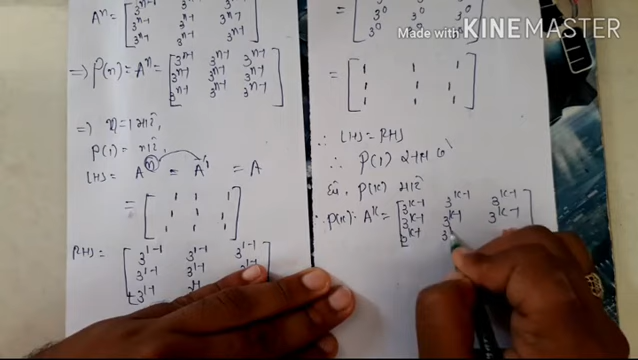 Aⁿ = [ 3ⁿ⁻¹ 3ⁿ⁻¹ 3ⁿ⁻¹
3ⁿ⁻¹ 3ⁿ⁻¹ 3ⁿ⁻¹
3ⁿ⁻¹ 3ⁿ⁻¹ 3ⁿ⁻¹ ]
⇒ P(n) = Aⁿ = [ 3ⁿ⁻¹ 3ⁿ⁻¹ 3ⁿ⁻¹
3ⁿ⁻¹ 3ⁿ⁻¹ 3ⁿ⁻¹
3ⁿ⁻¹ 3ⁿ⁻¹ 3ⁿ⁻¹ ]
⇒ n=1 માટે,
P(1) = માટે,
LHS = Aⁿ = A¹ = A
= [ 1 1 1
1 1 1
1 1 1 ]
RHS = [ 3¹⁻¹ 3¹⁻¹ 3¹⁻¹
3¹⁻¹ 3¹⁻¹
3¹⁻¹
= [
3⁰ 3⁰ 3⁰
3⁰ 3⁰ 3⁰ ]
= [ 1 1 1
1 1 1
1 1 1 ]
∴ LHS = RHS
∴ P(1) સત્ય છે
હવે, P(k) માટે
∴ P(k): Aᵏ = [ 3ᵏ⁻¹ 3ᵏ⁻¹ 3ᵏ⁻¹
3ᵏ⁻¹ 3ᵏ⁻¹ 3ᵏ⁻¹
3ᵏ⁻¹ 3
Made with KINEMASTER